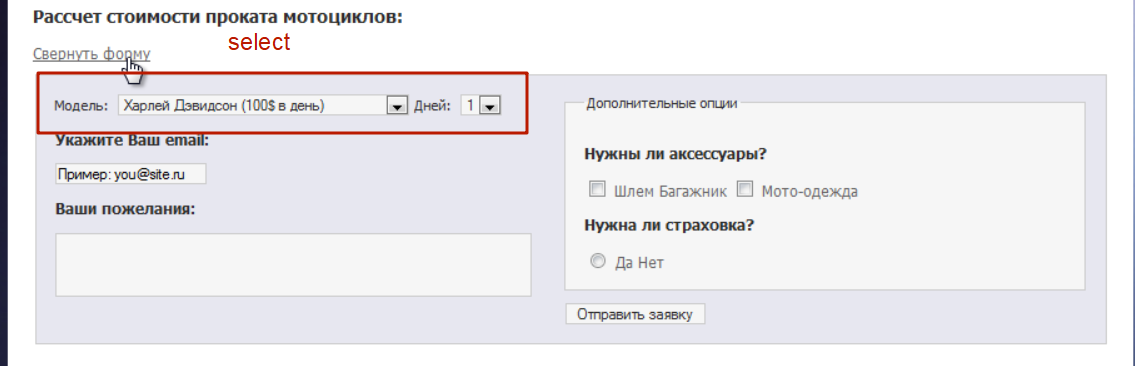 Рассчет стоимости проката мотоциклов:
select
Свернуть форму
Модель: Харлей Дэвидсон (100$ в день) Дней: 1
Укажите Ваш email:
Пример: you@site.ru
Ваши пожелания:
Дополнительные опции
Нужны ли аксессуары?
Шлем Багажник Мото-одежда
Нужна ли страховка?
Да Нет
Отправить заявку